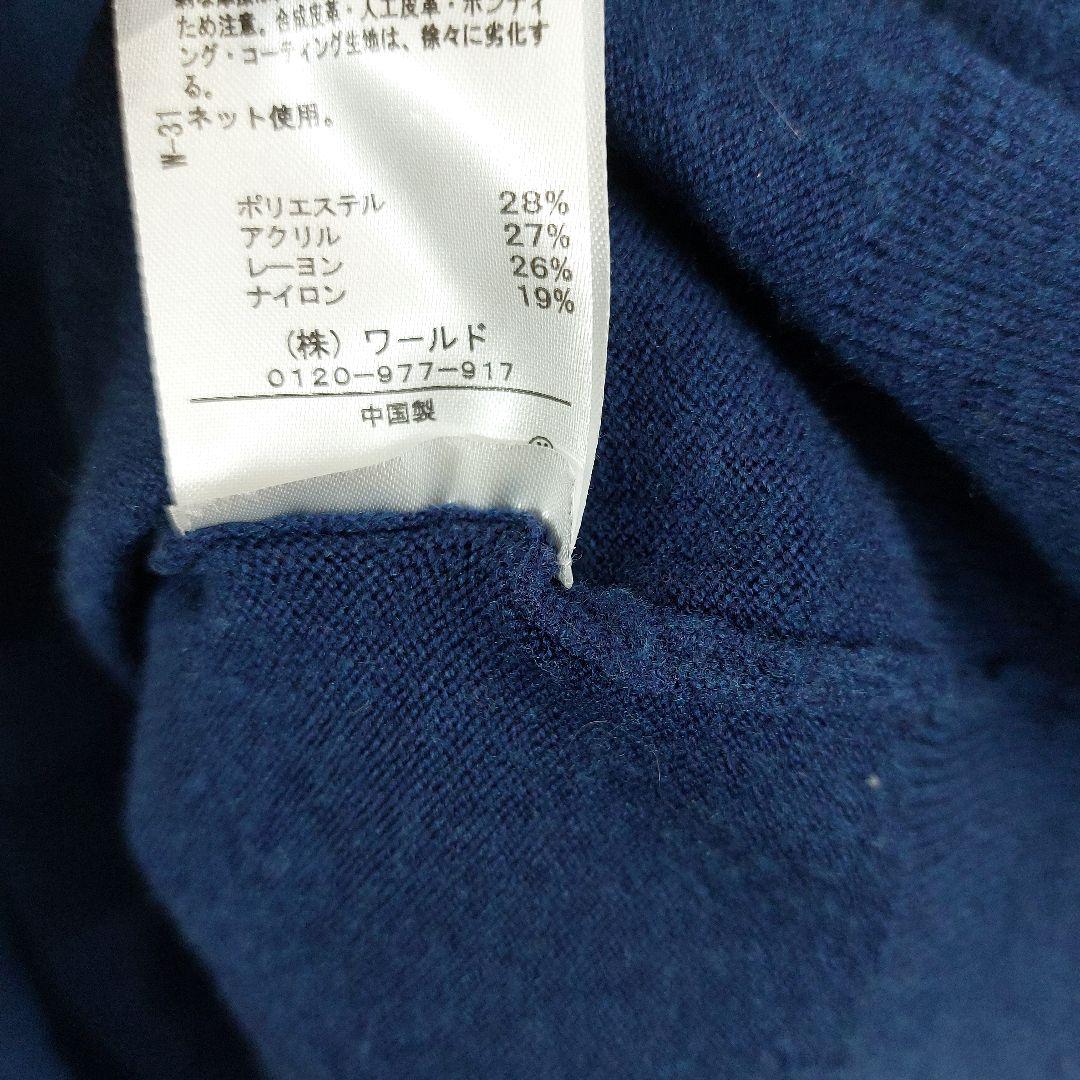 ため注意。合成皮革・人工皮革・ボンディ
ング・コーティング生地は、徐々に劣化す
る。
ネット使用。
W-31
ポリエステル 28%
アクリル 27%
レーヨン 26%
ナイロン 19%
(株) ワールド
0120-977-917
中国製